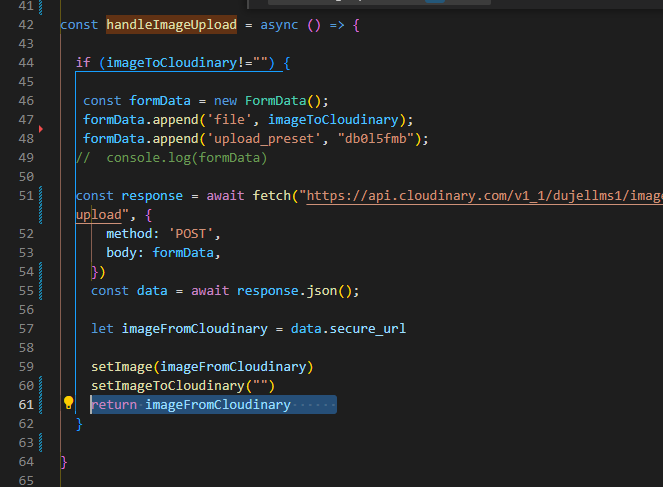 41
42 const handleImageUpload = async () => {
43
44 if (imageToCloudinary!="") {
45
46 const formData = new FormData();
47 formData.append('file', imageToCloudinary);
48 formData.append('upload_preset', "db0l5fmb");
49 // console.log(formData)
50
51 const response = await fetch("https://api.cloudinary.com/v1_1/dujellms1/imag
upload", {
52 method: 'POST',
53 body: formData,
54 })
55 const data = await response.json();
56
57 let imageFromCloudinary = data.secure_url
58
59 setImage(imageFromCloudinary)
60 setImageToCloudinary("")
61 return imageFromCloudinary
62 }
63
64 }
65